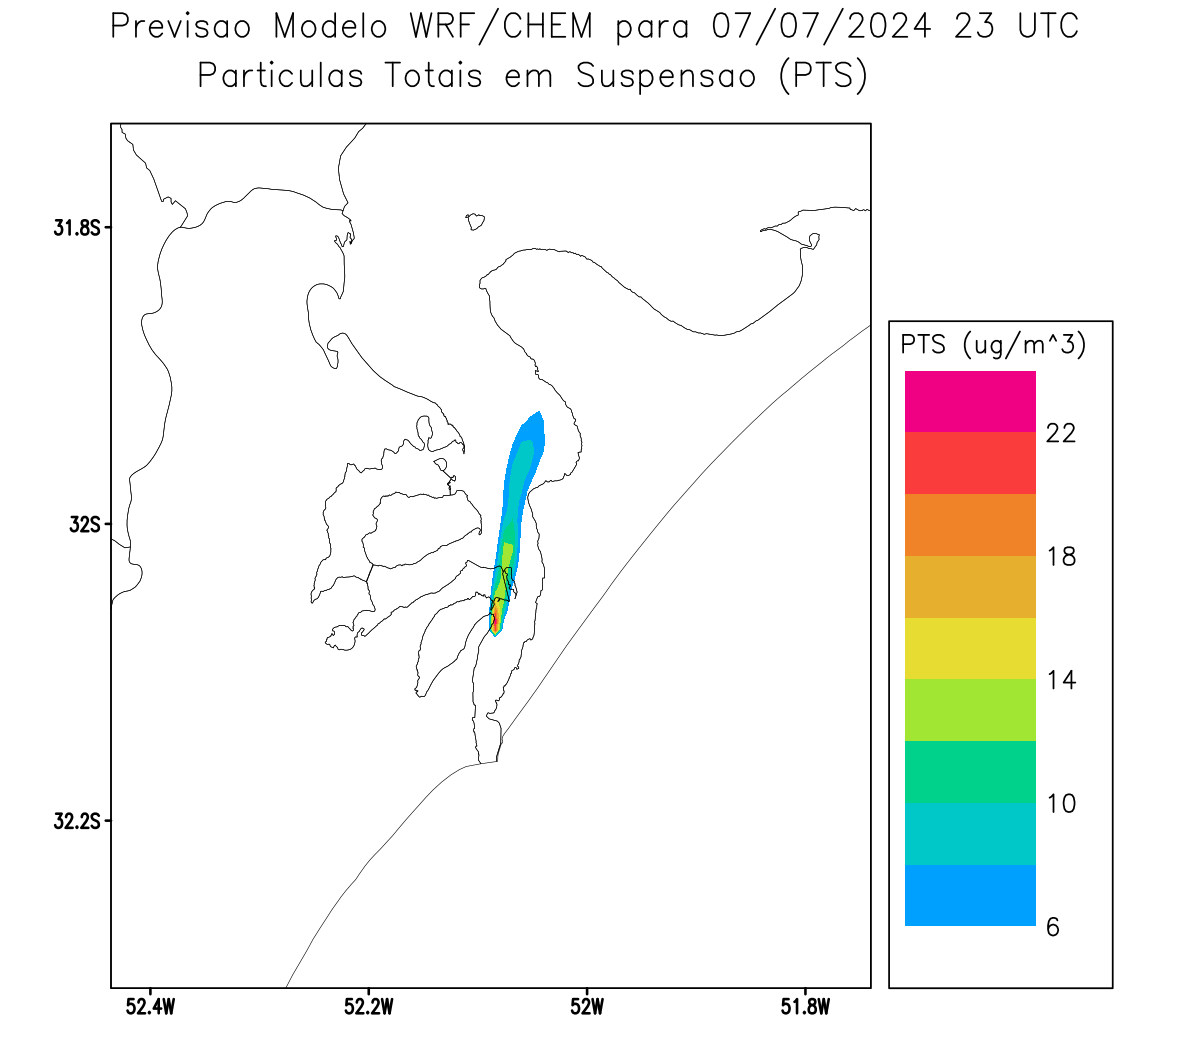 Previsao Modelo WRF/CHEM para 07/07/2024 23 UTC
Particulas Totais em Suspensao (PTS)
31.8S
32S
32.2S
52.4W
52.2W
52W
51.8W
PTS (ug/m^3)
22
18
14
10
6